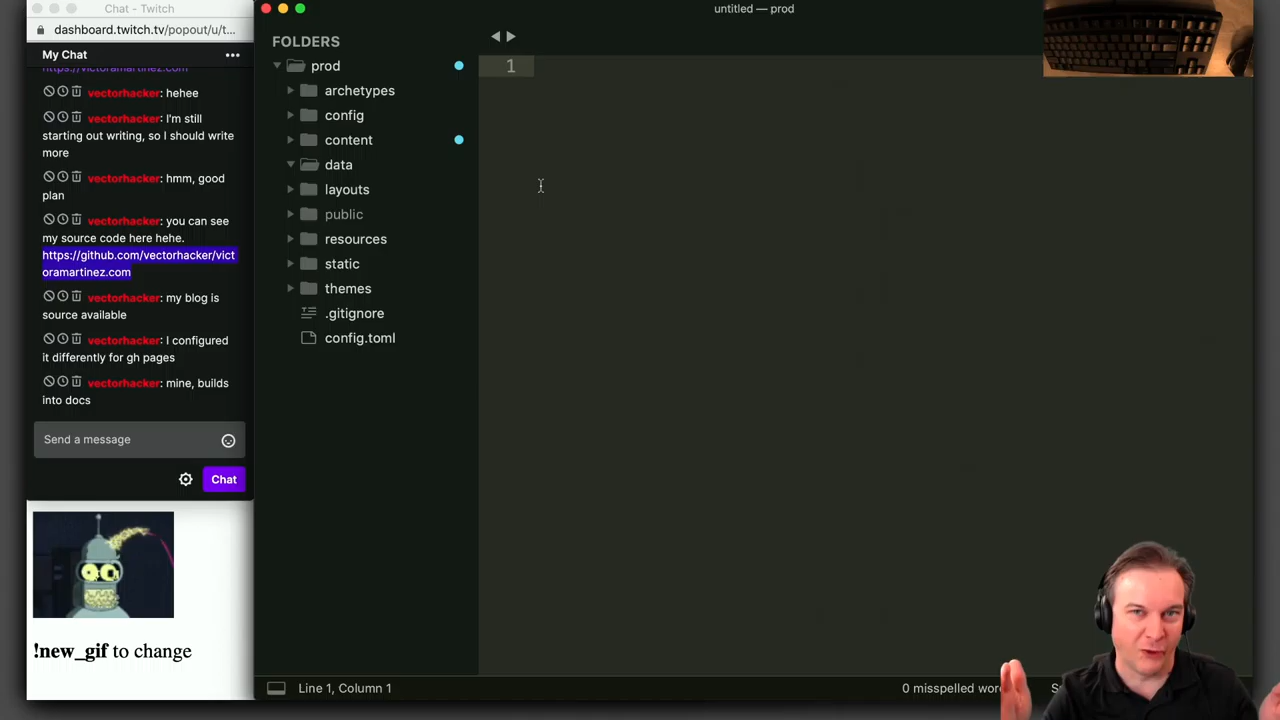 Chat - Twitch
dashboard.twitch.tv/popout/u/t...
My Chat
https://victoramartinez.com
vectorhacker: hehee
vectorhacker: I'm still
starting out writing, so I should write
more
vectorhacker: hmm, good
plan
vectorhacker: you can see
my source code here hehe.
https://github.com/vectorhacker/vict
oramartinez.com
vectorhacker: my blog is
source available
vectorhacker: I configured
it differently for gh pages
vectorhacker: mine, builds
into docs
Send a message
Chat
!new_gif to change
untitled — prod
FOLDERS
prod
archetypes
config
content
data
layouts
public
resources
static
themes
.gitignore
config.toml
1
Line 1, Column 1
0 misspelled